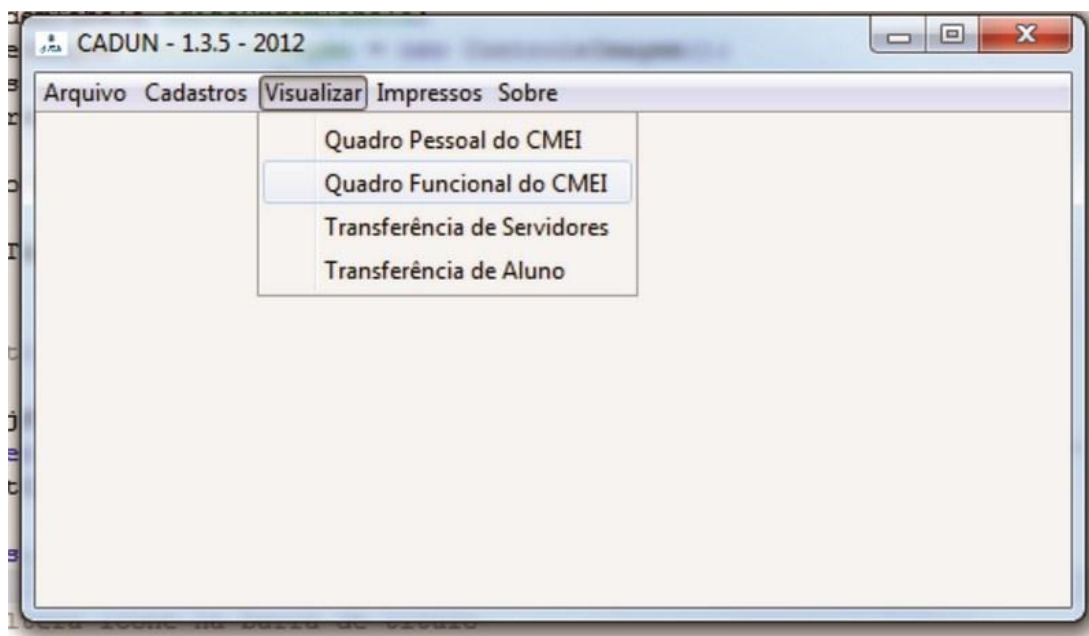 CADUN - 1.3.5 - 2012
Arquivo Cadastros Visualizar Impressos Sobre
Quadro Pessoal do CMEI
Quadro Funcional do CMEI
Transferência de Servidores
Transferência de Aluno